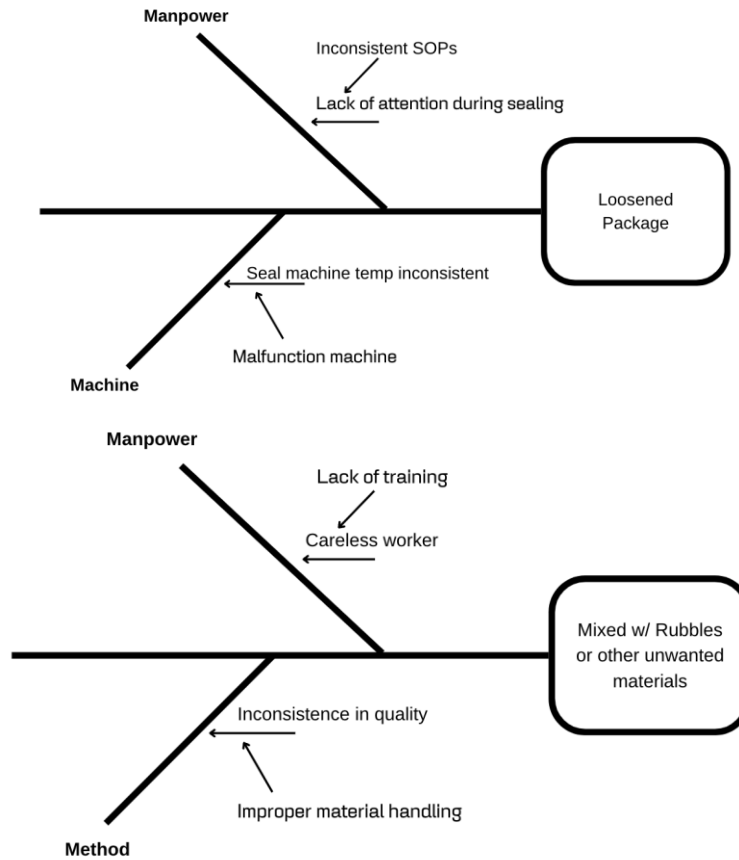 Manpower
Inconsistent SOPs
Lack of attention during sealing
Loosened
Package
Seal machine temp inconsistent
Malfunction machine
Machine
Manpower
Lack of training
Careless worker
Mixed w/ Rubbles
or other unwanted
materials
Inconsistence in quality
Improper material handling
Method